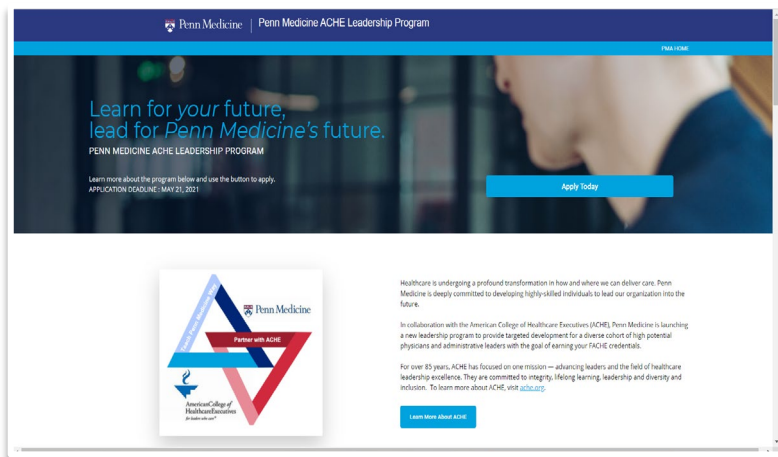 Penn Medicine | Penn Medicine ACHE Leadership Program
PMA HOME
Learn for your future,
lead for Penn Medicine's future.
PENN MEDICINE ACHE LEADERSHIP PROGRAM
Learn more about the program below and use the button to apply.
APPLICATION DEADLINE : MAY 21, 2021
Apply Today
Teach Penn Medicine Way
Penn Medicine
Partner with ACHE
AmericanCollege of
HealthcareExecutives
for leaders who care®
Healthcare is undergoing a profound transformation in how and where we can deliver care. Penn
Medicine is deeply committed to developing highly-skilled individuals to lead our organization into the
future.
In collaboration with the American College of Healthcare Executives (ACHE), Penn Medicine is launching
a new leadership program to provide targeted development for a diverse cohort of high potential
physicians and administrative leaders with the goal of earning your FACHE credentials.
For over 85 years, ACHE has focused on one mission — advancing leaders and the field of healthcare
leadership excellence. They are committed to integrity, lifelong learning, leadership and diversity and
inclusion. To learn more about ACHE, visit ache.org.
Learn More About ACHE